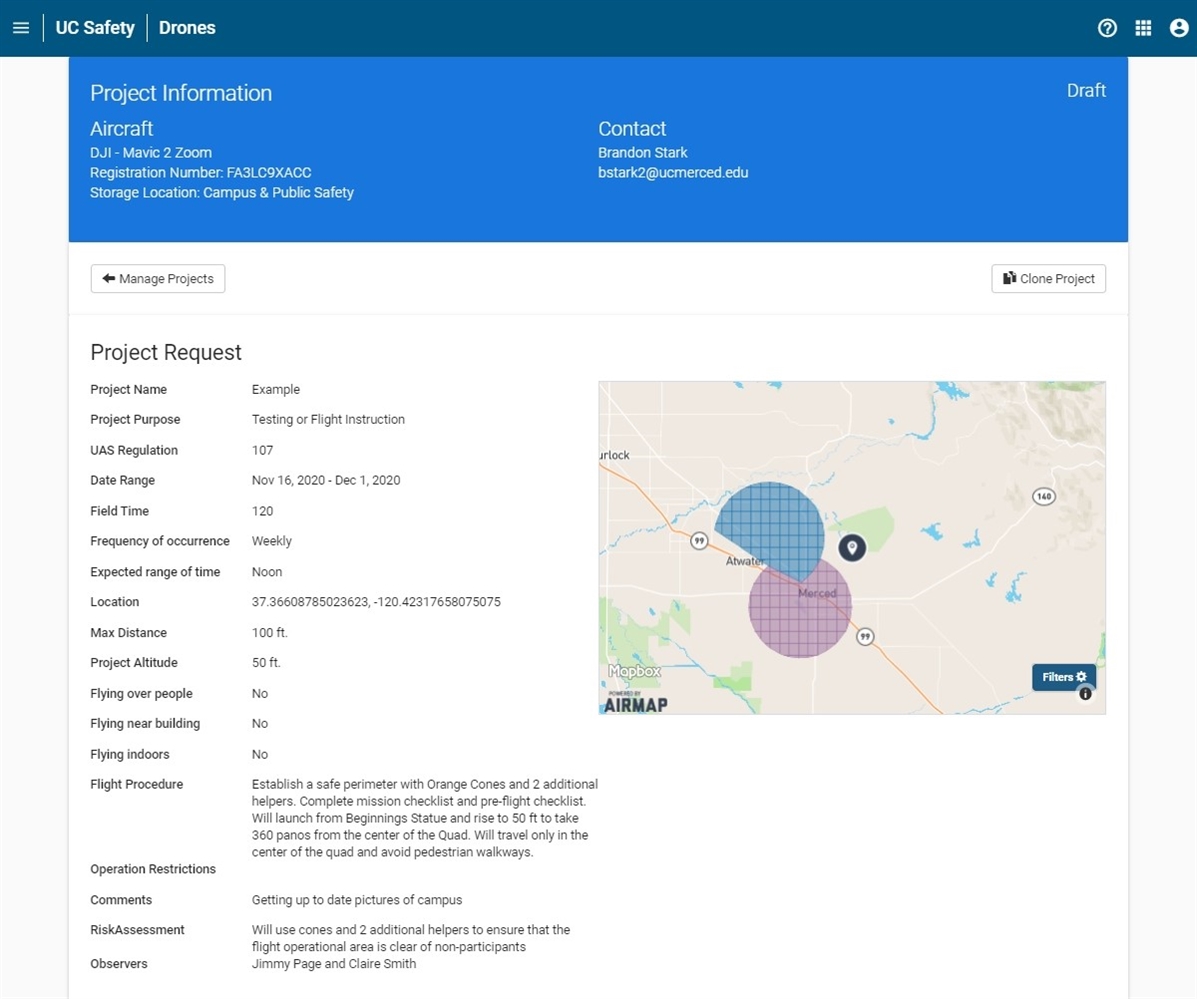 UC Safety Drones
Project Information
Draft
Aircraft
DJI - Mavic 2 Zoom
Registration Number: FA3LC9XACC
Storage Location: Campus & Public Safety
Contact
Brandon Stark
bstark2@ucmerced.edu
Manage Projects
Clone Project
Project Request
Project Name Example
Project Purpose Testing or Flight Instruction
UAS Regulation 107
Date Range Nov 16, 2020 - Dec 1, 2020
Field Time 120
Frequency of occurrence Weekly
Expected range of time Noon
Location 37.36608785023623, -120.42317658075075
Max Distance 100 ft.
Project Altitude 50 ft.
Flying over people No
Flying near building No
Flying indoors No
Flight Procedure Establish a safe perimeter with Orange Cones and 2 additional
helpers. Complete mission checklist and pre-flight checklist.
Will launch from Beginnings Statue and rise to 50 ft to take
360 panos from the center of the Quad. Will travel only in the
center of the quad and avoid pedestrian walkways.
Operation Restrictions
Comments Getting up to date pictures of campus
RiskAssessment Will use cones and 2 additional helpers to ensure that the
flight operational area is clear of non-participants
Observers Jimmy Page and Claire Smith
urlock
140
99
Atwater
Merced
99
Mapbox
Filters
POWERED BY
AIRMAP